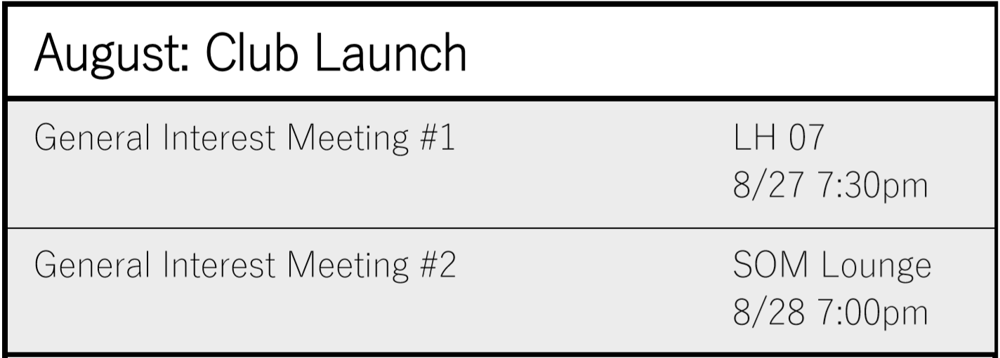 August: Club Launch
General Interest Meeting #1
LH 07
8/27 7:30pm
General Interest Meeting #2
SOM Lounge
8/28 7:00pm